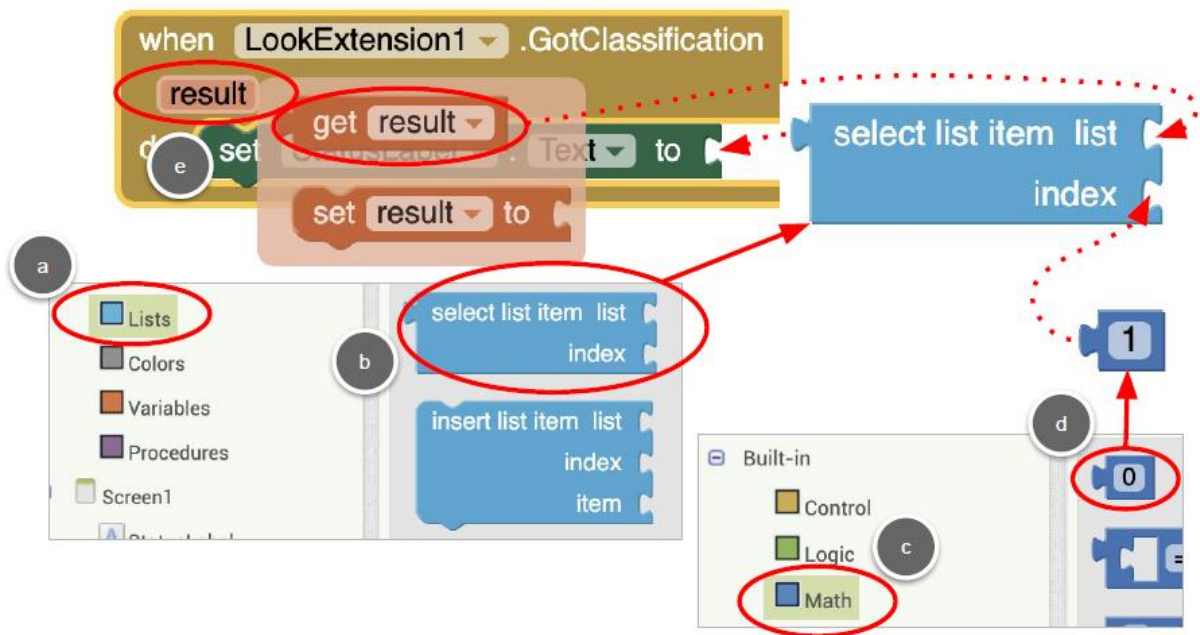 when LookExtension1 .GotClassification
result
get result
set Text to
e
set result to
select list item list
index
a
Lists
Colors
Variables
Procedures
Screen1
b
select list item list
index
insert list item list
index
item
1
d
Built-in
Control
Logic
Math
c
0
=